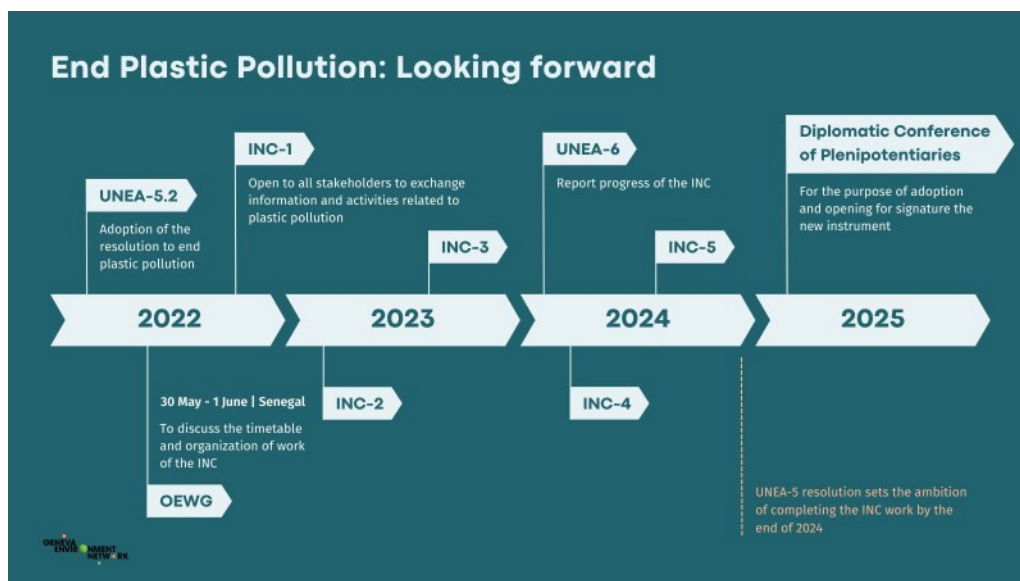 End Plastic Pollution: Looking forward
INC-1
Open to all stakeholders to exchange
information and activities related to
plastic pollution
UNEA-6
Report progress of the INC
Diplomatic Conference
of Plenipotentiaries
For the purpose of adoption
and opening for signature the
new instrument
UNEA-5.2
Adoption of the
resolution to end
plastic pollution
INC-3
INC-5
2022
2023
2024
2025
30 May - 1 June | Senegal
To discuss the timetable
and organization of work
of the INC
OEWG
INC-2
INC-4
UNEA-5 resolution sets the ambition
of completing the INC work by the
end of 2024
GENEVA
ENVIRONMENT
NETWORK